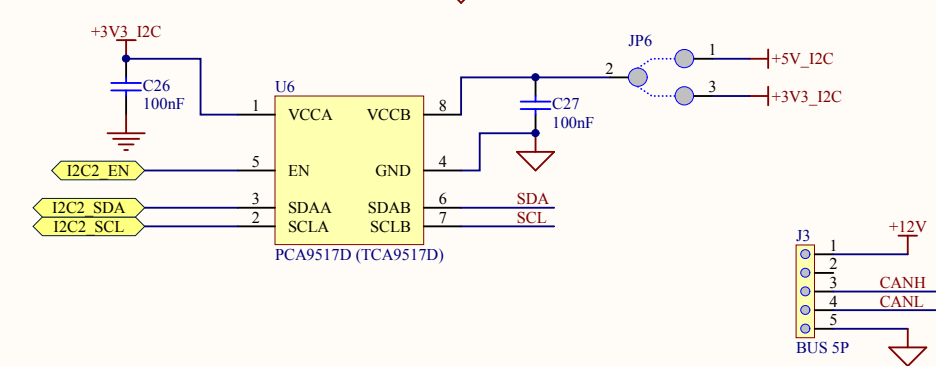 +3V3_I2C
C26
100nF
U6
1 VCCA VCCB 8
5 EN GND 4
3 SDAA SDAB 6
2 SCLA SCLB 7
PCA9517D (TCA9517D)
I2C2_EN
I2C2_SDA
I2C2_SCL
C27
100nF
SDA
SCL
JP6
2
1
+5V_I2C
3
+3V3_I2C
J3
1
2
3
4
5
BUS 5P
+12V
CANH
CANL